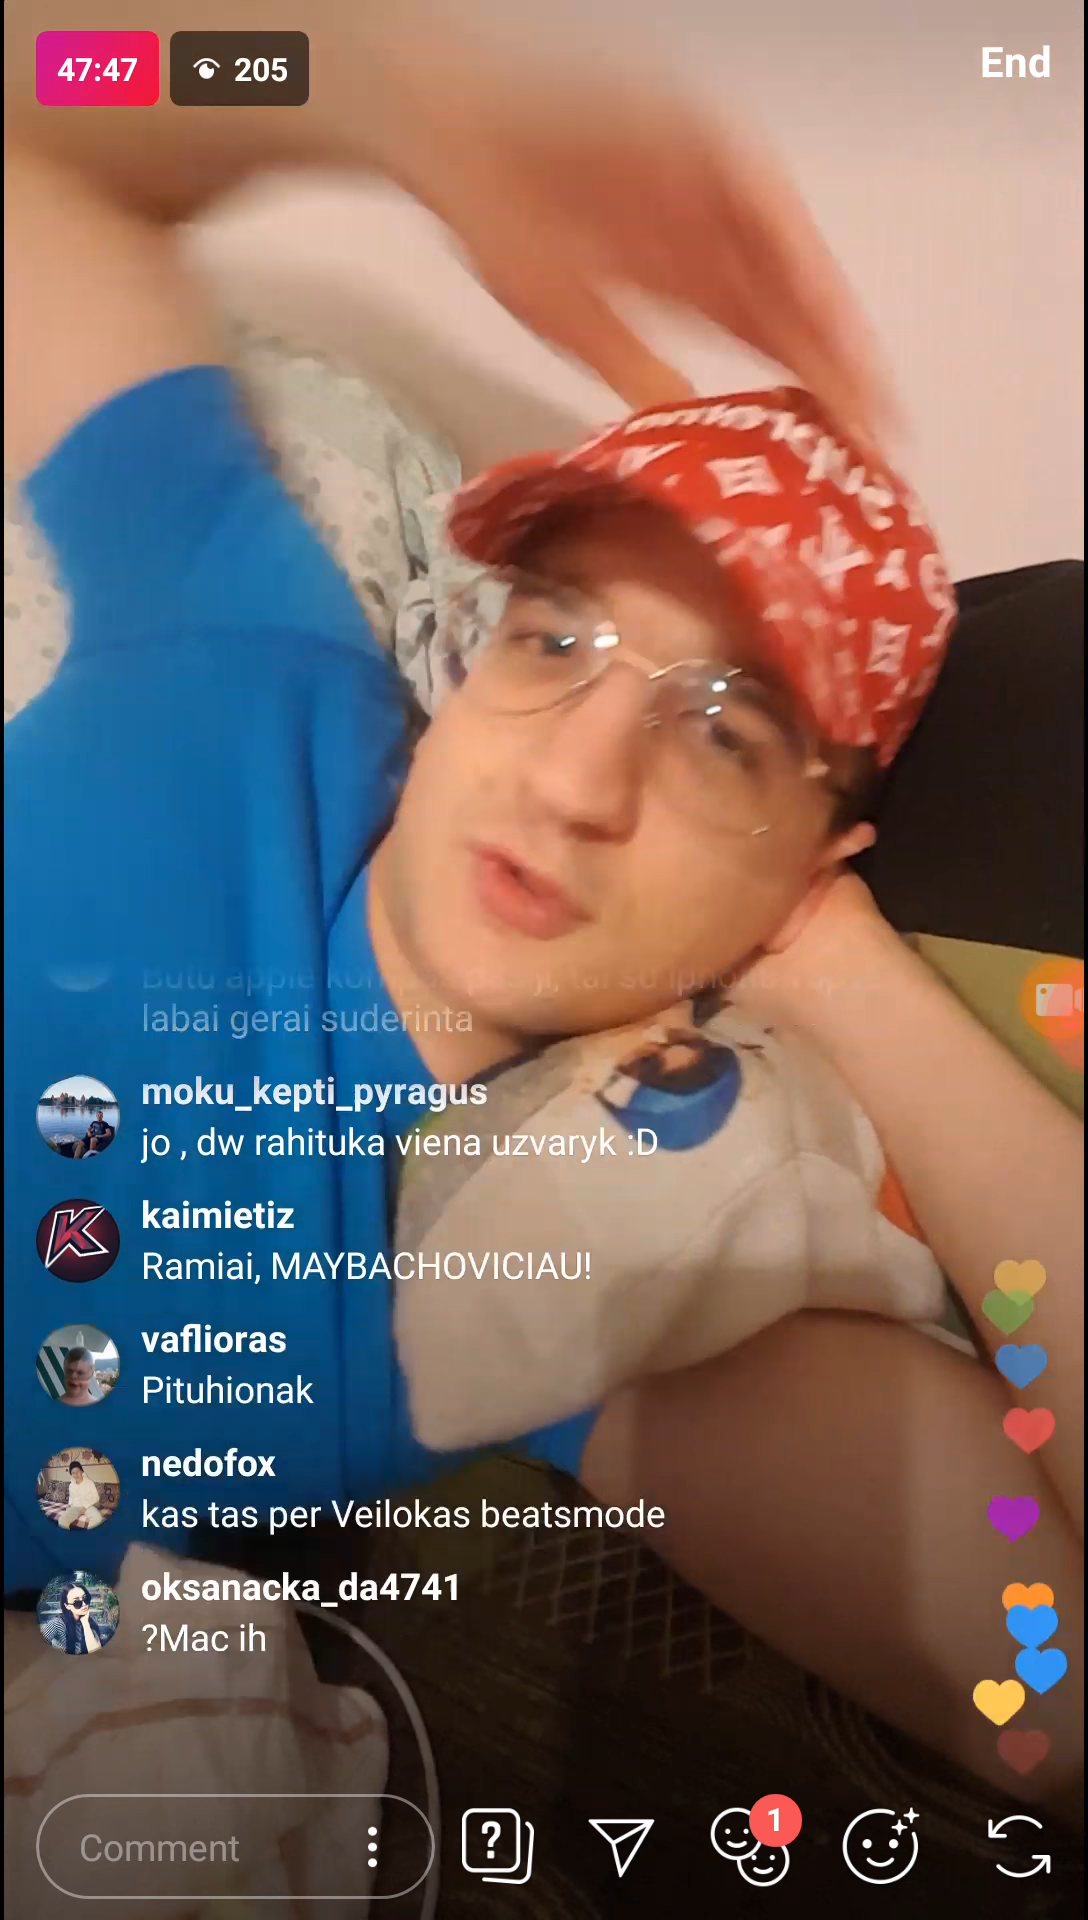 47:47
205
End
labai gerai suderinta
moku_kepti_pyragus
jo , dw rahituka viena uzvaryk :D
kaimietiz
Ramiai, MAYBACHOVICIAU!
vaflioras
Pituhionak
nedofox
kas tas per Veilokas beatsmode
oksanacka_da4741
?Mac ih
Comment
?
1